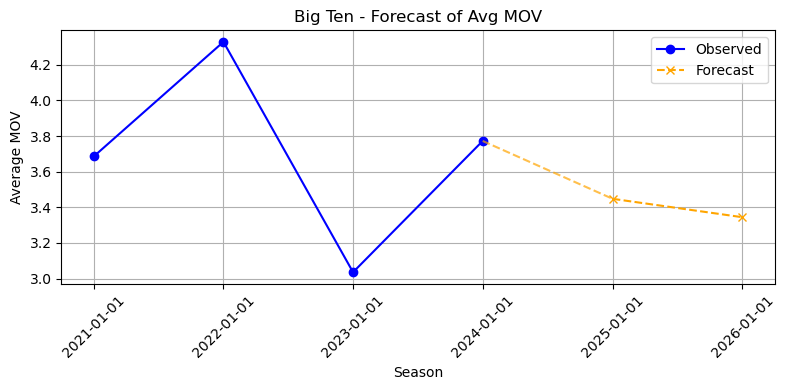 Big Ten - Forecast of Avg MOV
Observed
Forecast
Average MOV
4.2
4.0
3.8
3.6
3.4
3.2
3.0
2021-01-01
2022-01-01
2023-01-01
2024-01-01
2025-01-01
2026-01-01
Season